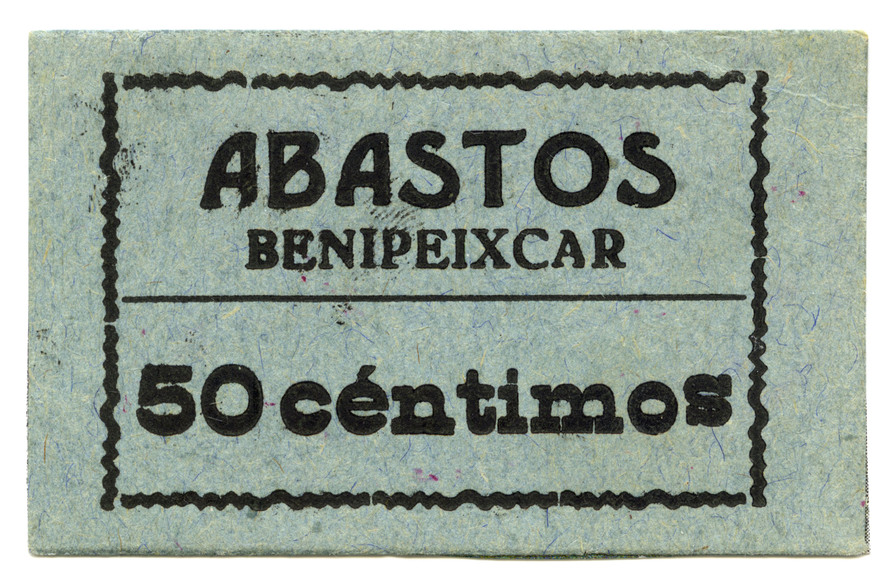 ABASTOS
BENIPEIXCAR
50 céntimos